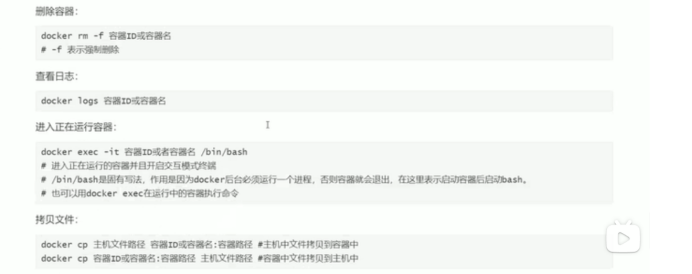 删除容器：
docker rm -f 容器ID或容器名
# -f 表示强制删除
查看日志：
docker logs 容器ID或容器名
进入正在运行容器：
docker exec -it 容器ID或者容器名 /bin/bash
# 进入正在运行的容器并且开启交互模式终端
# /bin/bash是固有写法，作用是因为docker后台必须运行一个进程，否则容器就会退出，在这里表示启动容器后启动bash。
# 也可以用docker exec在运行中的容器执行命令
拷贝文件：
docker cp 主机文件路径 容器ID或容器名:容器路径 #主机中文件拷贝到容器中
docker cp 容器ID或容器名:容器路径 主机文件路径 #容器中文件拷贝到主机中